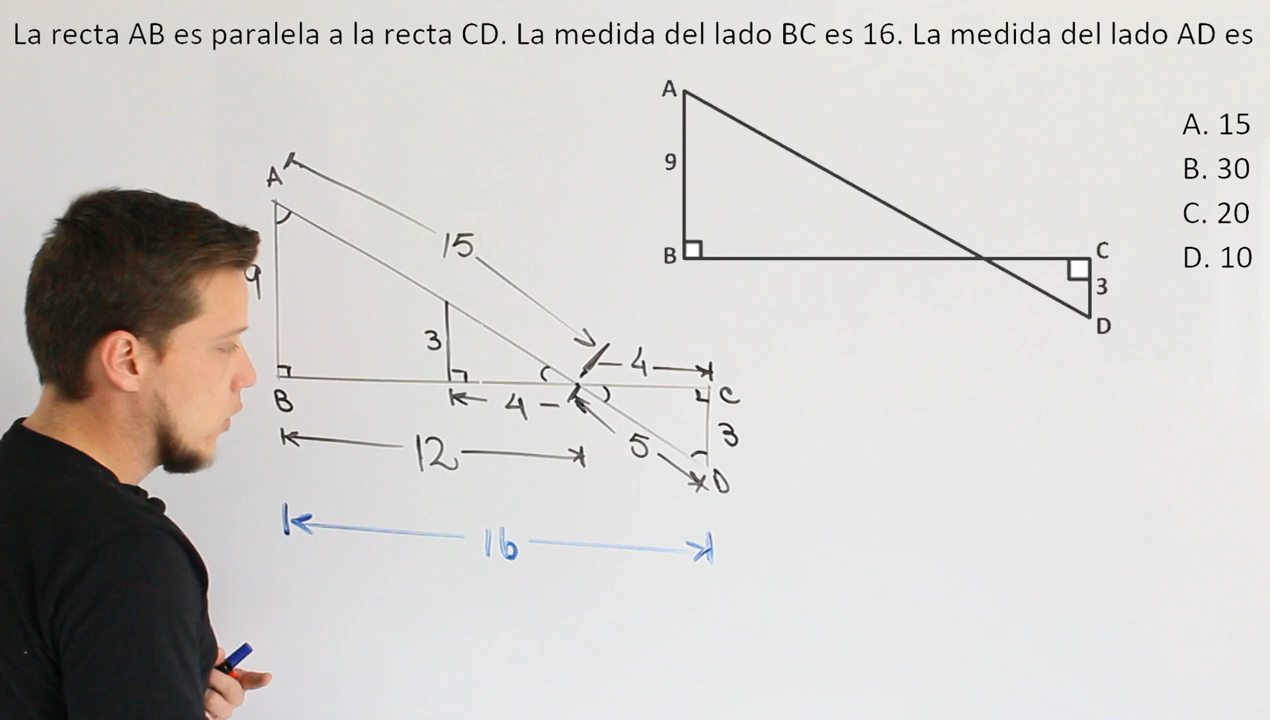 La recta AB es paralela a la recta CD. La medida del lado BC es 16. La medida del lado AD es
A
9
B
C
3
D
A. 15
B. 30
C. 20
D. 10
A
15
9
3
4
B
4
C
12
5
3
D
16